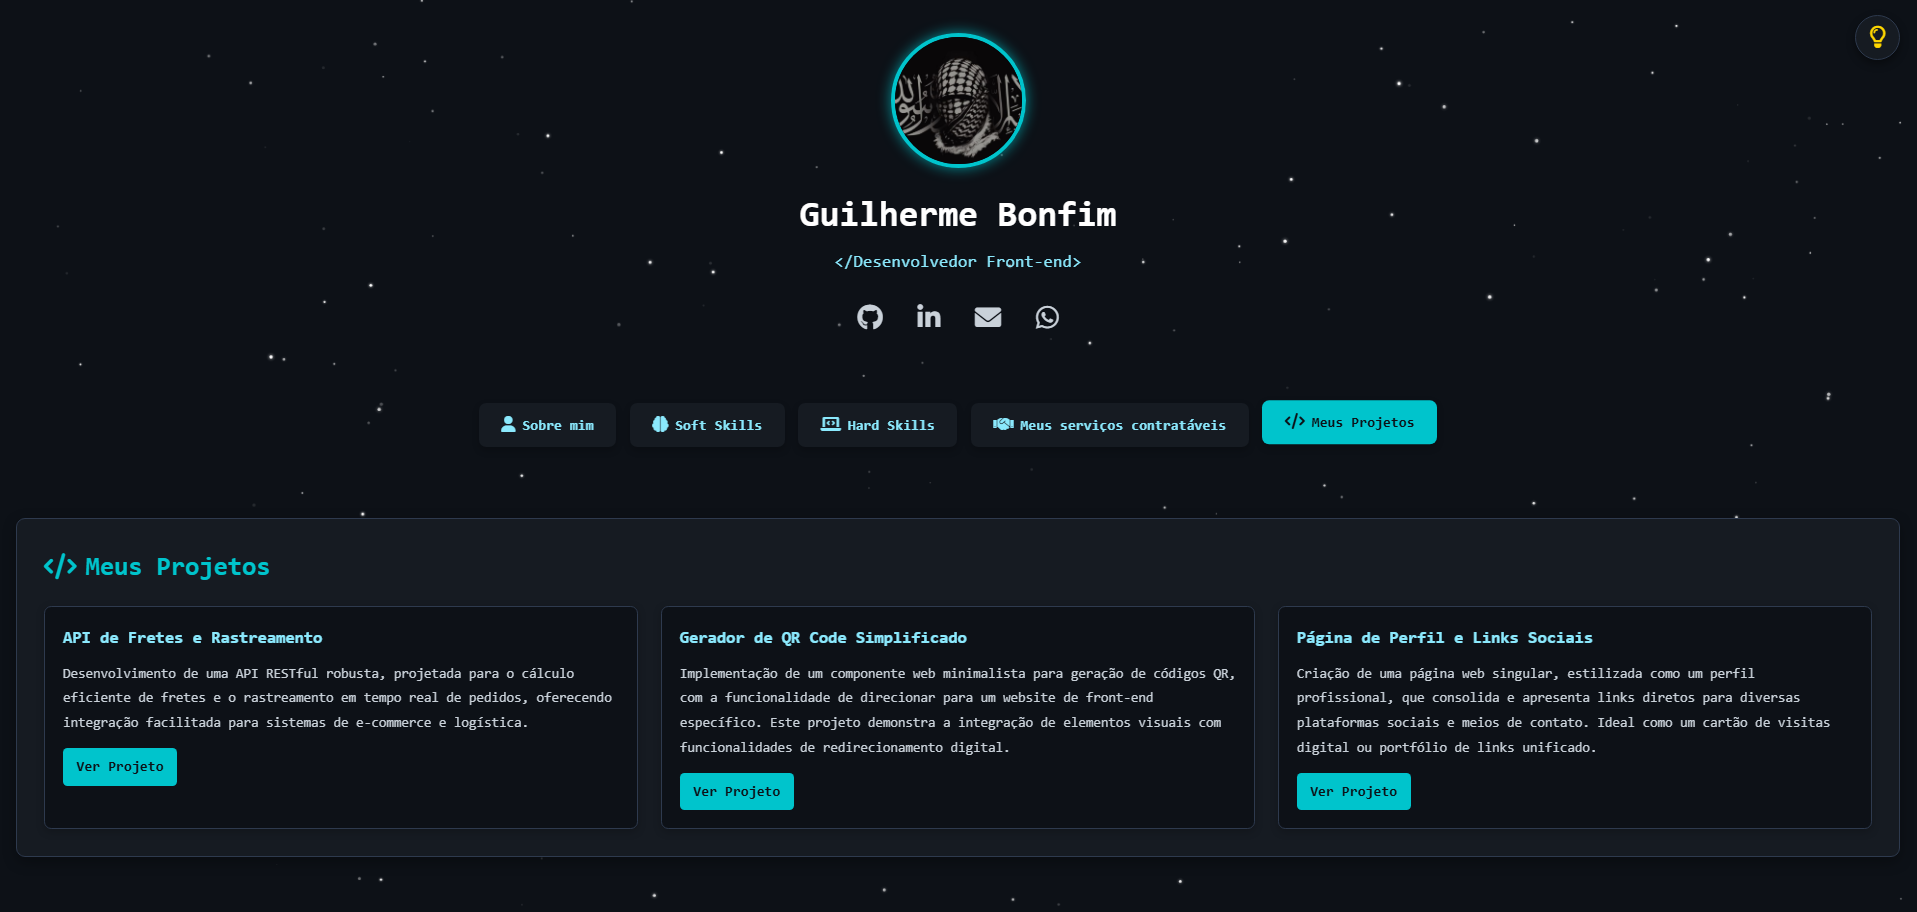 Guilherme Bonfim
</Desenvolvedor Front-end>
Sobre mim
Soft Skills
Hard Skills
Meus serviços contratáveis
Meus Projetos
Meus Projetos
API de Fretes e Rastreamento
Desenvolvimento de uma API RESTful robusta, projetada para o cálculo
eficiente de fretes e o rastreamento em tempo real de pedidos, oferecendo
integração facilitada para sistemas de e-commerce e logística.
Ver Projeto
Gerador de QR Code Simplificado
Implementação de um componente web minimalista para geração de códigos QR,
com a funcionalidade de direcionar para um website de front-end
específico. Este projeto demonstra a integração de elementos visuais com
funcionalidades de redirecionamento digital.
Ver Projeto
Página de Perfil e Links Sociais
Criação de uma página web singular, estilizada como um perfil
profissional, que consolida e apresenta links diretos para diversas
plataformas sociais e meios de contato. Ideal como um cartão de visitas
digital ou portfólio de links unificado.
Ver Projeto